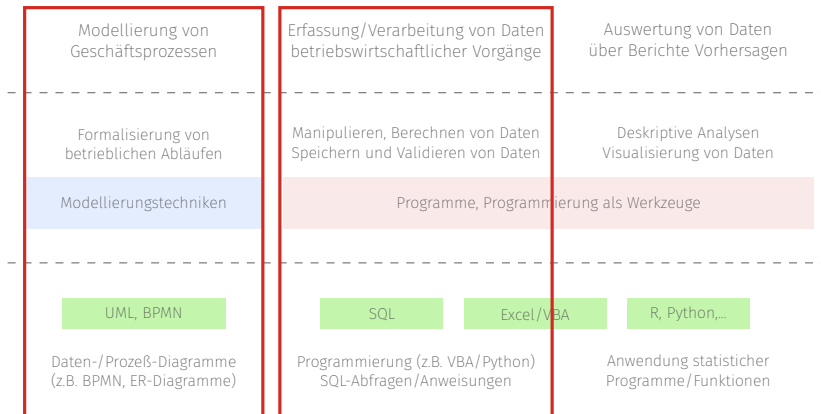 Modellierung von
Geschäftsprozessen
Erfassung/Verarbeitung von Daten
betriebswirtschaftlicher Vorgänge
Auswertung von Daten
über Berichte Vorhersagen
Formalisierung von
betrieblichen Abläufen
Manipulieren, Berechnen von Daten
Speichern und Validieren von Daten
Deskriptive Analysen
Visualisierung von Daten
Modellierungstechniken
Programme, Programmierung als Werkzeuge
UML, BPMN
SQL
Excel/VBA
R, Python,...
Daten-/Prozeß-Diagramme
(z.B. BPMN, ER-Diagramme)
Programmierung (z.B. VBA/Python)
SQL-Abfragen/Anweisungen
Anwendung statisticher
Programme/Funktionen